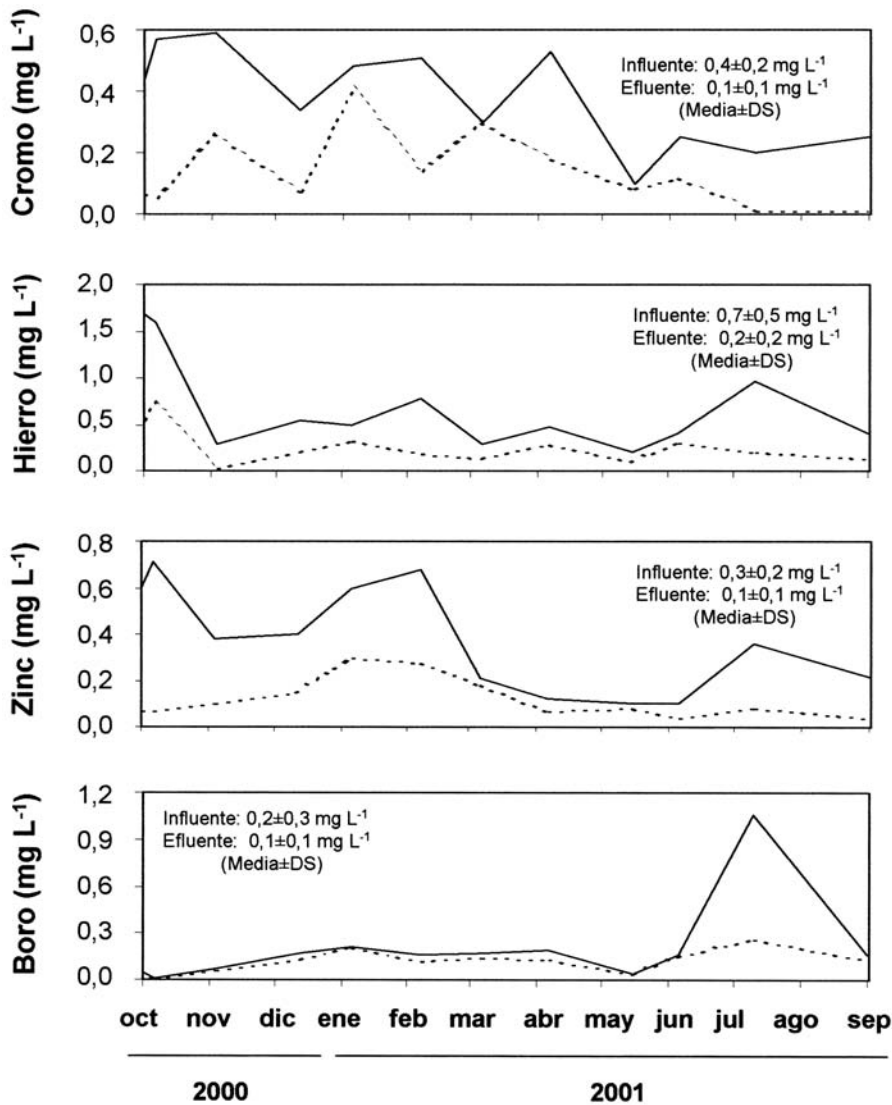 Cromo (mg L⁻¹)
0,6
0,4
0,2
0,0
Influente: 0,4±0,2 mg L⁻¹
Efluente: 0,1±0,1 mg L⁻¹
(Media±DS)
Hierro (mg L⁻¹)
2,0
1,5
1,0
0,5
0,0
Influente: 0,7±0,5 mg L⁻¹
Efluente: 0,2±0,2 mg L⁻¹
(Media±DS)
Zinc (mg L⁻¹)
0,8
0,6
0,4
0,2
0,0
Influente: 0,3±0,2 mg L⁻¹
Efluente: 0,1±0,1 mg L⁻¹
(Media±DS)
Boro (mg L⁻¹)
1,2
0,9
0,6
0,3
0,0
Influente: 0,2±0,3 mg L⁻¹
Efluente: 0,1±0,1 mg L⁻¹
(Media±DS)
oct nov dic ene feb mar abr may jun jul ago sep
2000 2001